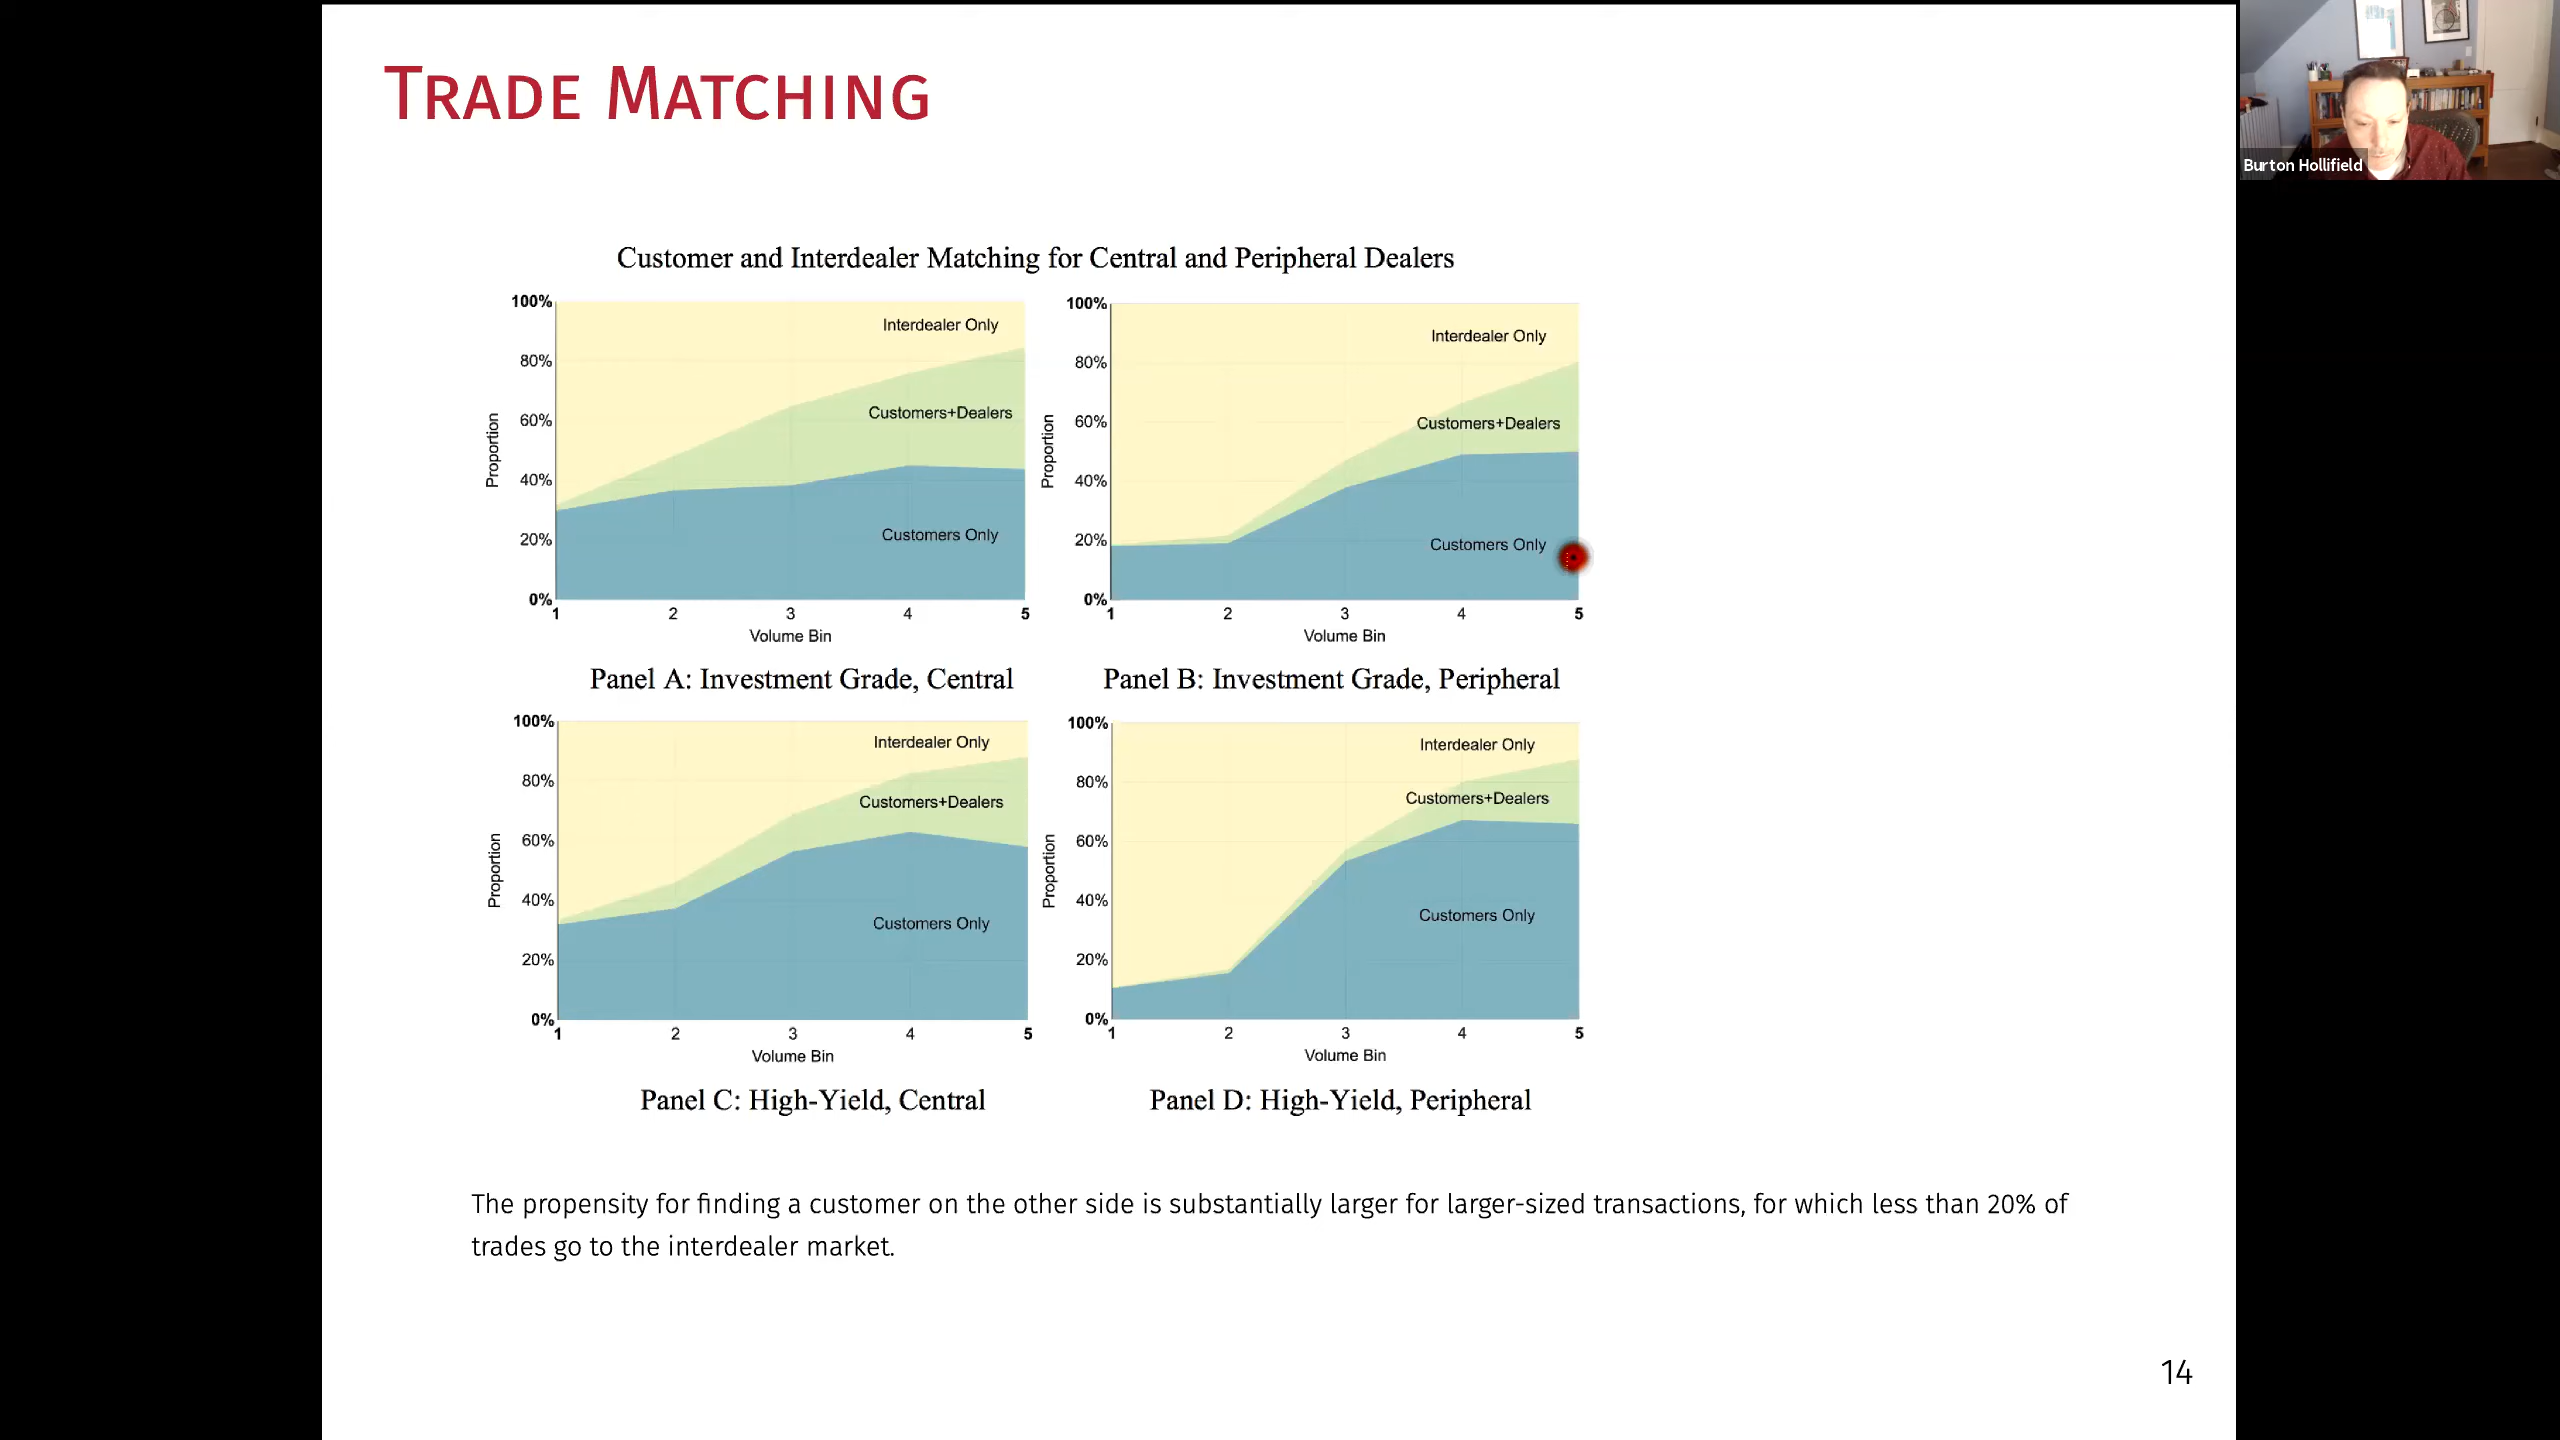 TRADE MATCHING
Burton Hollifield
Customer and Interdealer Matching for Central and Peripheral Dealers
100%
80%
60%
40%
20%
0%
Proportion
Interdealer Only
Customers+Dealers
Customers Only
1 2 3 4 5
Volume Bin
Panel A: Investment Grade, Central
100%
80%
60%
40%
20%
0%
Proportion
Interdealer Only
Customers+Dealers
Customers Only
1 2 3 4 5
Volume Bin
Panel B: Investment Grade, Peripheral
100%
80%
60%
40%
20%
0%
Proportion
Interdealer Only
Customers+Dealers
Customers Only
1 2 3 4 5
Volume Bin
Panel C: High-Yield, Central
100%
80%
60%
40%
20%
0%
Proportion
Interdealer Only
Customers+Dealers
Customers Only
1 2 3 4 5
Volume Bin
Panel D: High-Yield, Peripheral
The propensity for finding a customer on the other side is substantially larger for larger-sized transactions, for which less than 20% of
trades go to the interdealer market.
14